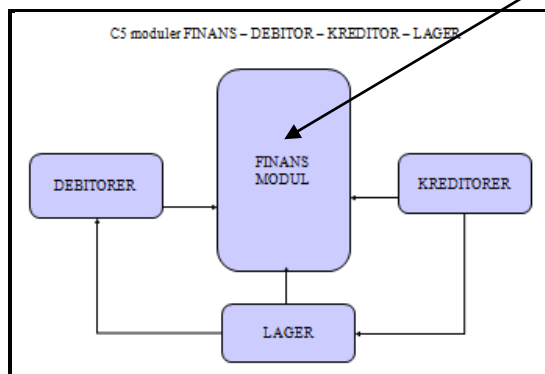 C5 moduler FINANS – DEBITOR – KREDITOR – LAGER
FINANS
MODUL
DEBITORER
KREDITORER
LAGER